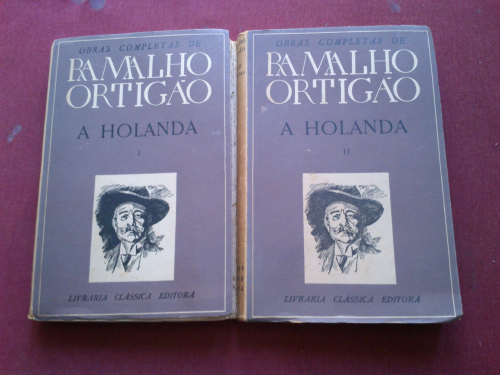 OBRAS COMPLETAS DE
RAMALHO
ORTIGÃO
A HOLANDA
I
LIVRARIA CLÁSSICA EDITORA
OBRAS COMPLETAS DE
RAMALHO
ORTIGÃO
A HOLANDA
II
LIVRARIA CLÁSSICA EDITORA